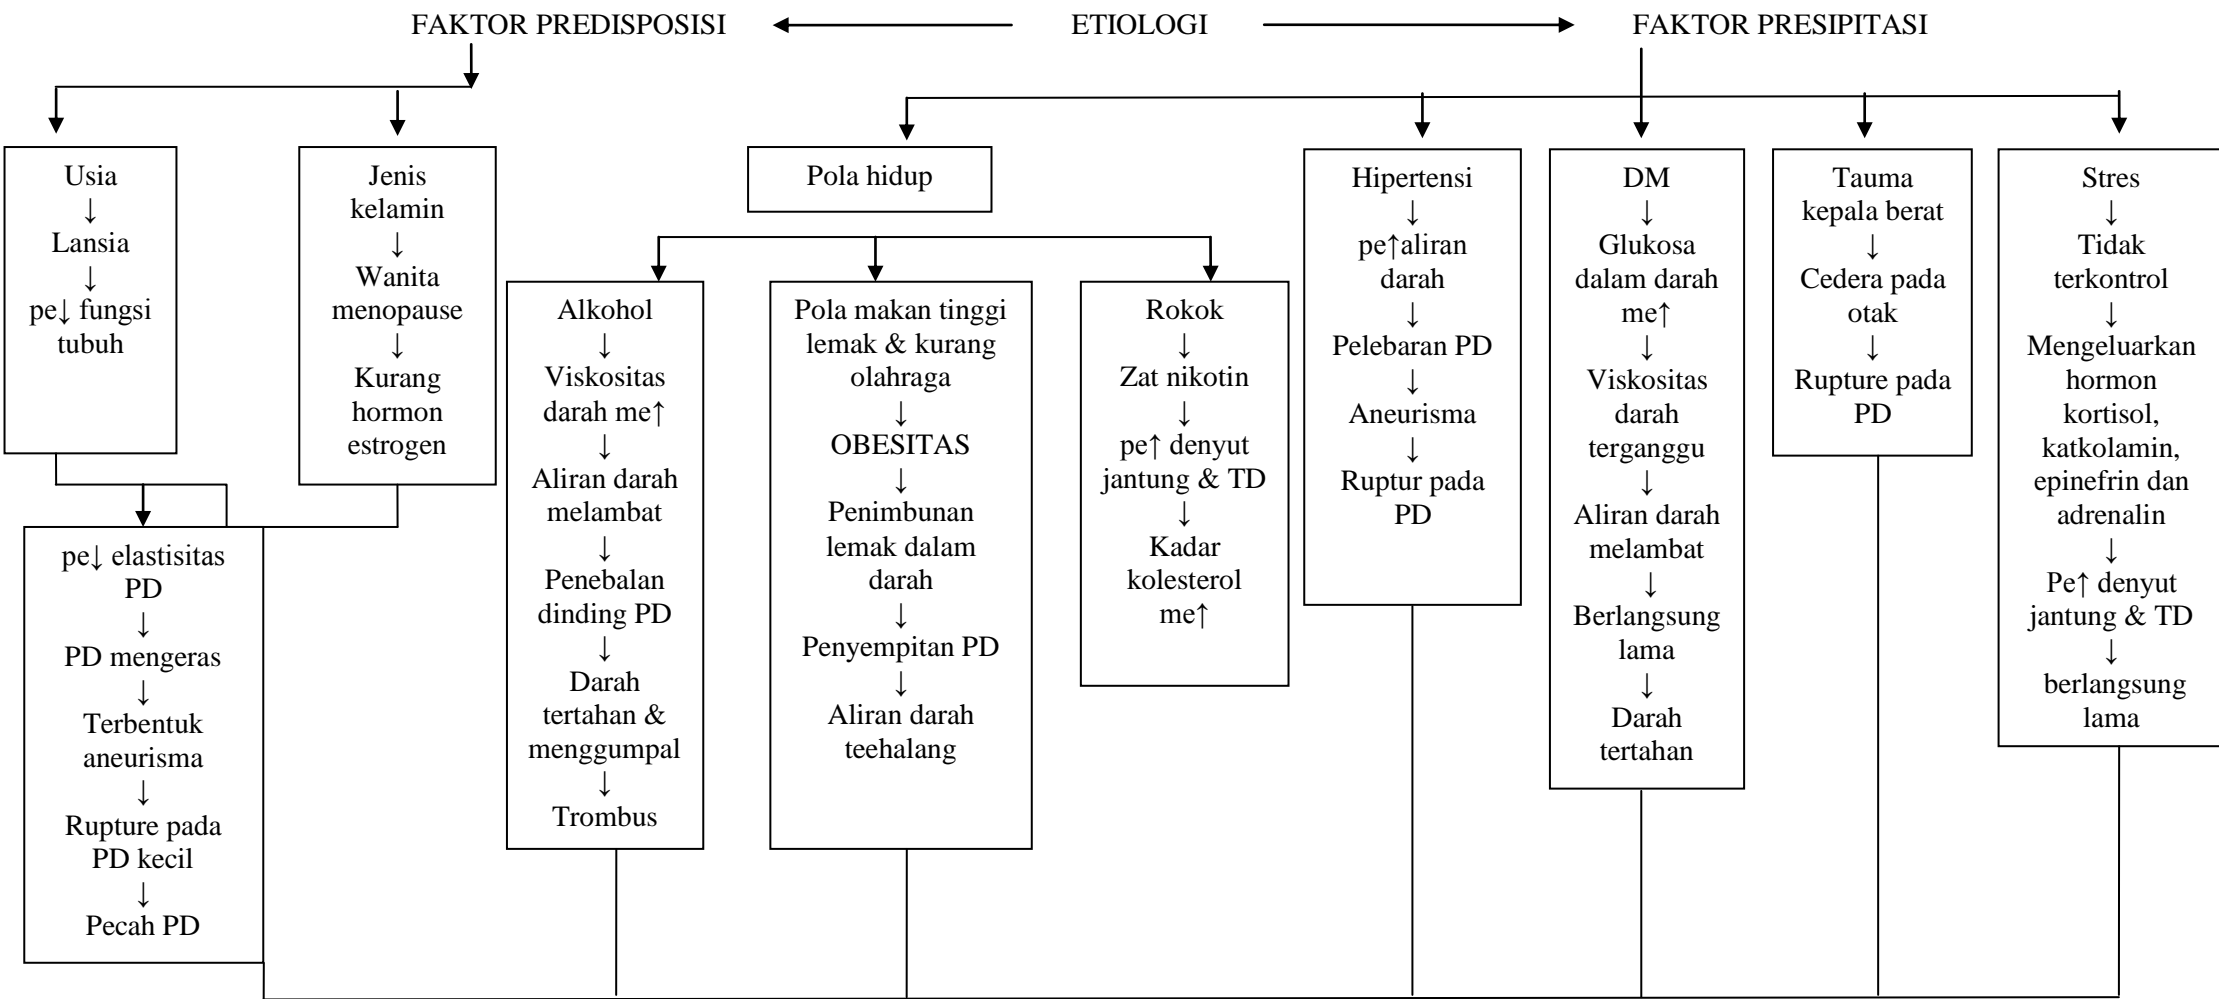 FAKTOR PREDISPOSISI
ETIOLOGI
FAKTOR PRESIPITASI
Usia
↓
Lansia
↓
pe↓ fungsi
tubuh
Jenis
kelamin
↓
Wanita
menopause
↓
Kurang
hormon
estrogen
pe↓ elastisitas
PD
↓
PD mengeras
↓
Terbentuk
aneurisma
↓
Rupture pada
PD kecil
↓
Pecah PD
Pola hidup
Alkohol
↓
Viskositas
darah me↑
↓
Aliran darah
melambat
↓
Penebalan
dinding PD
↓
Darah
tertahan &
menggumpal
↓
Trombus
Pola makan tinggi
lemak & kurang
olahraga
↓
OBESITAS
↓
Penimbunan
lemak dalam
darah
↓
Penyempitan PD
↓
Aliran darah
teehalang
Rokok
↓
Zat nikotin
↓
pe↑ denyut
jantung & TD
↓
Kadar
kolesterol
me↑
Hipertensi
↓
pe↑aliran
darah
↓
Pelebaran PD
↓
Aneurisma
↓
Ruptur pada
PD
DM
↓
Glukosa
dalam darah
me↑
↓
Viskositas
darah
terganggu
↓
Aliran darah
melambat
↓
Berlangsung
lama
↓
Darah
tertahan
Tauma
kepala berat
↓
Cedera pada
otak
↓
Rupture pada
PD
Stres
↓
Tidak
terkontrol
↓
Mengeluarkan
hormon
kortisol,
katkolamin,
epinefrin dan
adrenalin
↓
Pe↑ denyut
jantung & TD
↓
berlangsung
lama